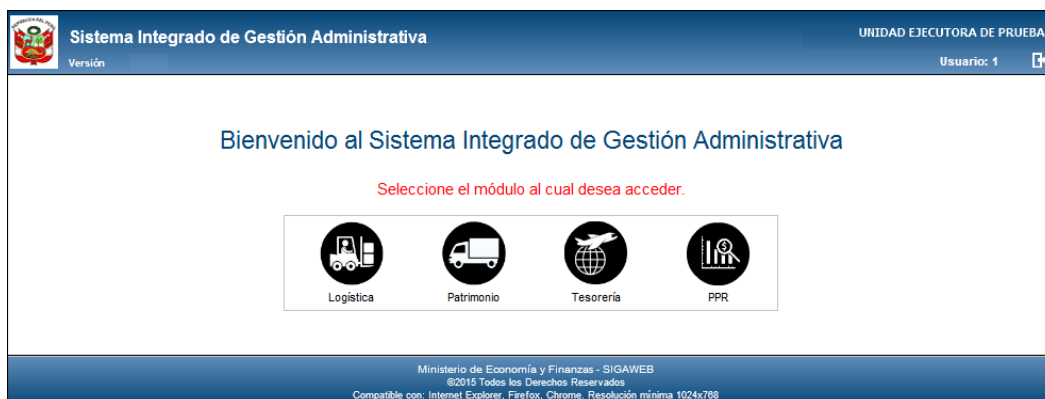 Sistema Integrado de Gestión Administrativa
UNIDAD EJECUTORA DE PRUEBA
Versión
Usuario: 1
Bienvenido al Sistema Integrado de Gestión Administrativa
Seleccione el módulo al cual desea acceder.
Logística Patrimonio Tesorería PPR
Ministerio de Economía y Finanzas - SIGAWEB
©2015 Todos los Derechos Reservados
Compatible con: Internet Explorer, Firefox, Chrome. Resolución mínima 1024x768